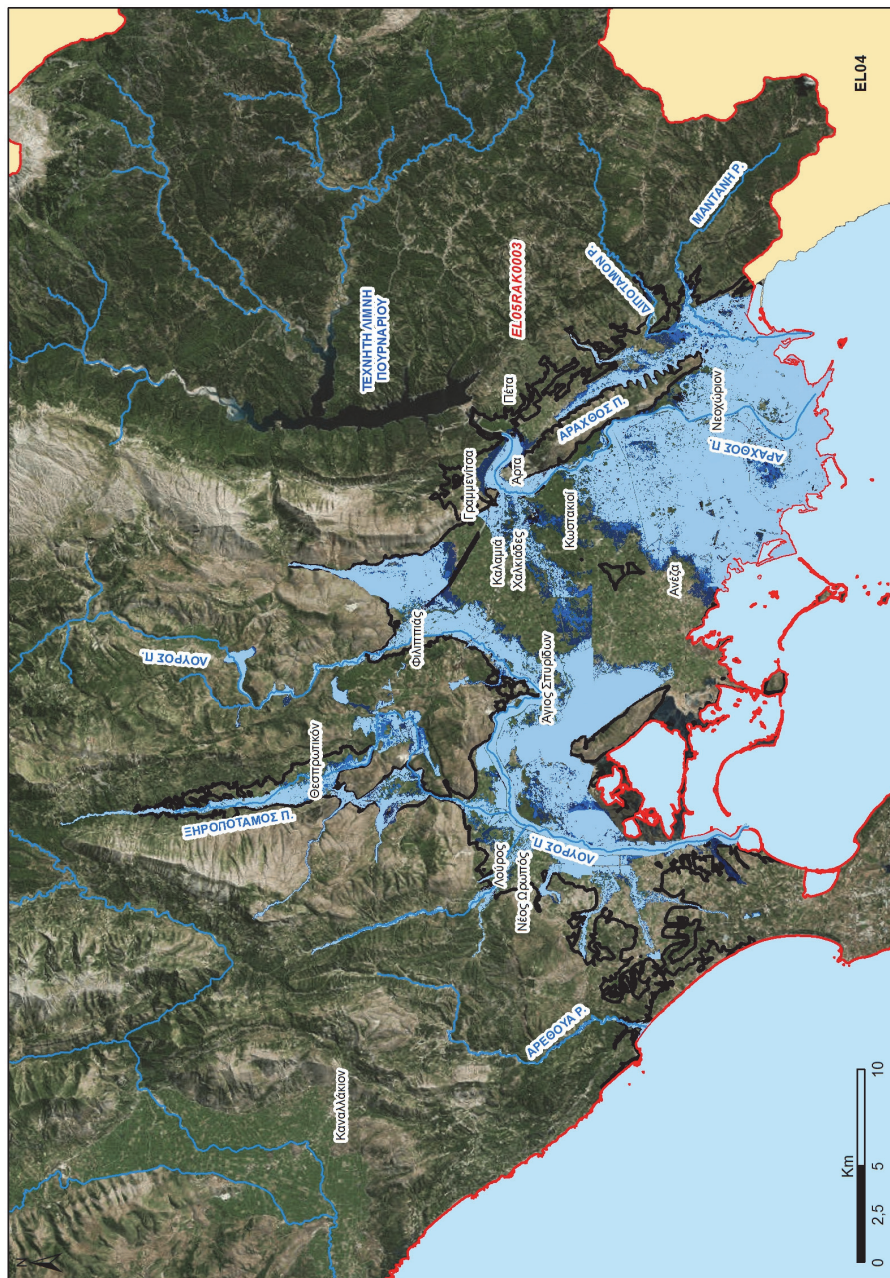 N
ΛΟΥΡΟΣ Π.
ΞΗΡΟΠΟΤΑΜΟΣ Π.
Θεσπρωτικόν
Καναλλάκιον
ΤΕΧΝΗΤΗ ΛΙΜΝΗ
ΠΟΥΡΝΑΡΙΟΥ
Φιλιππιάς
Γραμμενίτσα
Πέτα
EL05RAK0003
Λούρος
Καλαμιά
Άρτα
Νέος Ωρωπός
Χαλκιάδες
Άγιος Σπυρίδων
ΑΡΕΘΟΥΑ Ρ.
Κωστακιοί
ΛΟΥΡΟΣ Π.
ΑΡΑΧΘΟΣ Π.
ΔΙΠΟΤΑΜΟΝ Ρ.
Ανέζα
Νεοχώριον
ΜΑΝΤΑΝΗ Ρ.
ΑΡΑΧΘΟΣ Π.
Km
0 2,5 5 10
EL04